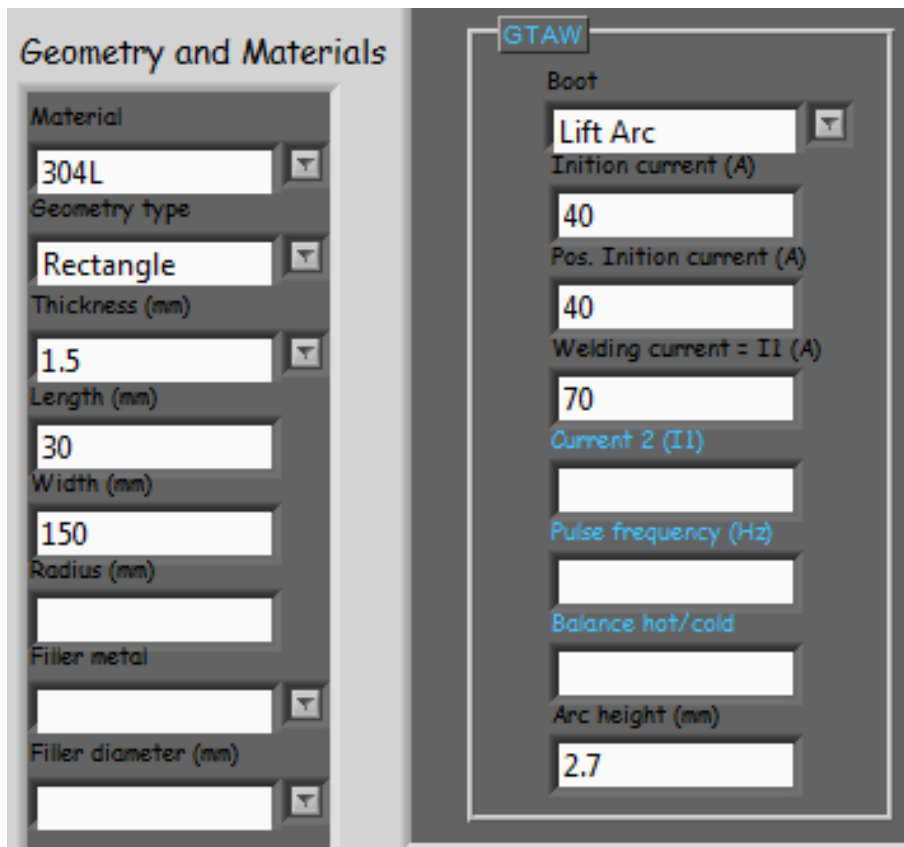 Geometry and Materials
Material
304L
Geometry type
Rectangle
Thickness (mm)
1.5
Length (mm)
30
Width (mm)
150
Radius (mm)
Filler metal
Filler diameter (mm)
GTAW
Boot
Lift Arc
Inition current (A)
40
Pos. Inition current (A)
40
Welding current = I1 (A)
70
Current 2 (I1)
Pulse frequency (Hz)
Balance hot/cold
Arc height (mm)
2.7